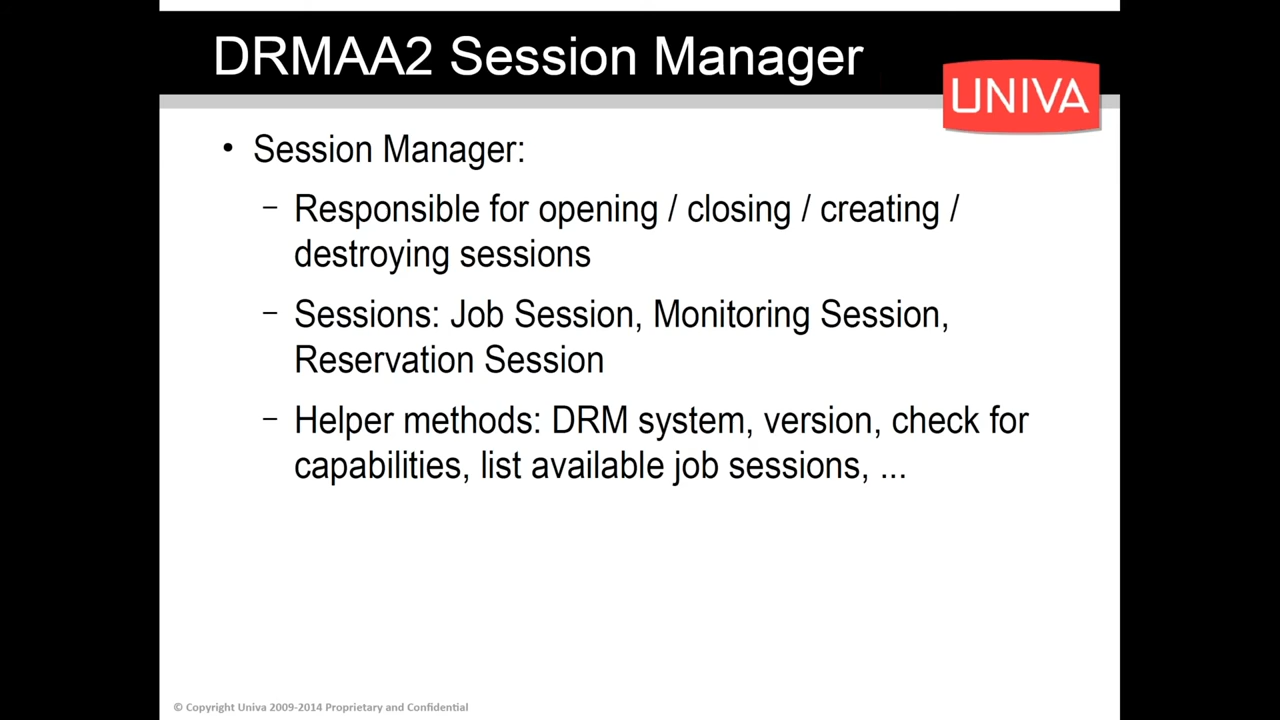 DRMAA2 Session Manager
UNIVA
• Session Manager:
– Responsible for opening / closing / creating /
destroying sessions
– Sessions: Job Session, Monitoring Session,
Reservation Session
– Helper methods: DRM system, version, check for
capabilities, list available job sessions, ...
© Copyright Univa 2009-2014 Proprietary and Confidential